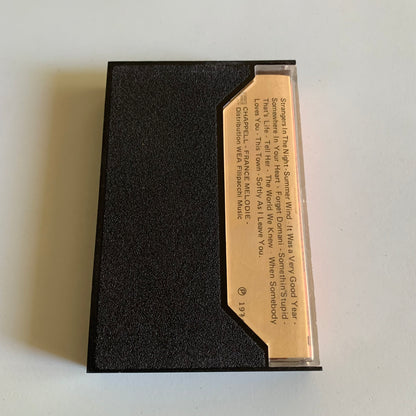 Strangers In The Night - Summer Wind . It Was a Very Good Year -
Somewhere In Your Heart - Forget Domani - Somethin'Stupid -
That's Life - Tell Her - The World We Knew . When Somebody
Loves You - This Town - Softly As I Leave You.
CHAPPELL - FRANCE MELODIE -
Distribution WEA Filipacchi Music
℗ 197